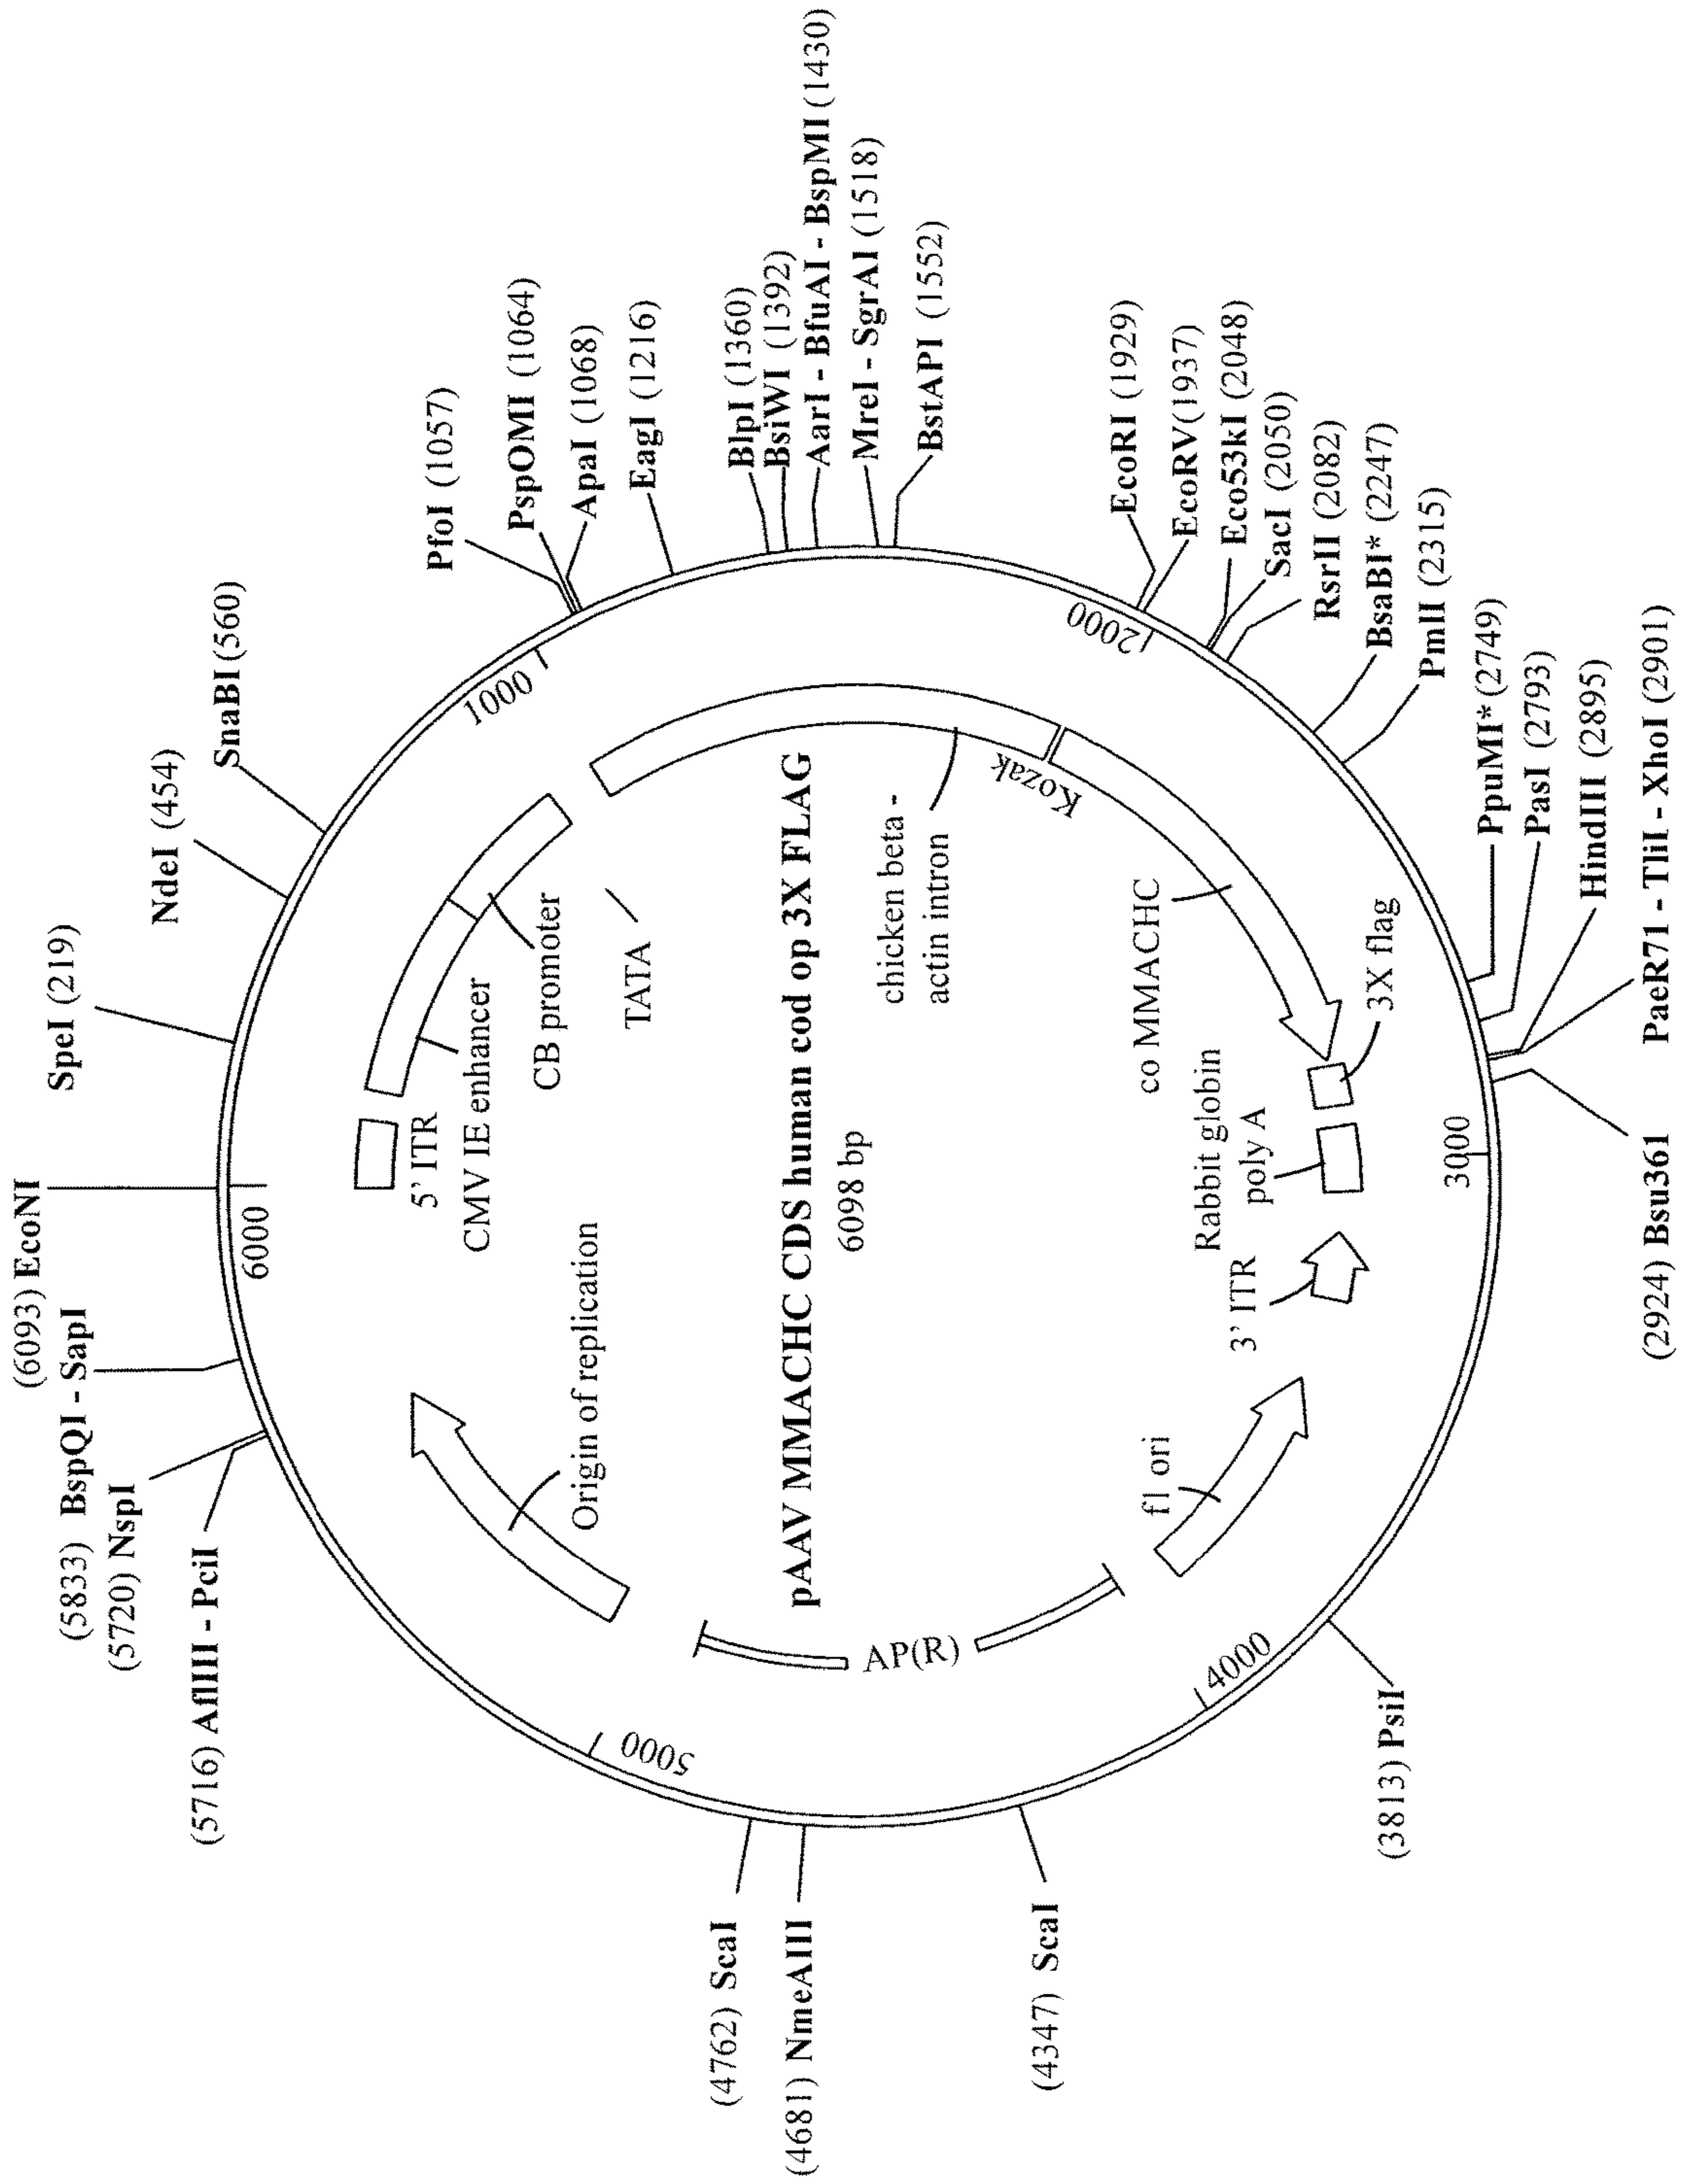 (6093) EcoNI
(5833) BspQI - SapI
(5720) NspI
(5716) AflIII - PciI
(4762) ScaI
(4681) NmeAIII
(4347) ScaI
(3813) PsiI
(2924) Bsu36I
SpeI (219)
NdeI (454)
SnaBI (560)
PfoI (1057)
PspOMI (1064)
ApaI (1068)
EagI (1216)
BlpI (1360)
BsiWI (1392)
AarI - BfuAI - BspMI (1430)
MreI - SgrAI (1518)
BstAPI (1552)
EcoRI (1929)
EcoRV (1937)
Eco53kI (2048)
SacI (2050)
RsrII (2082)
BsaBI* (2247)
PmlI (2315)
PpuMI* (2749)
PasI (2793)
HindIII (2895)
PaeR71 - TliI - XhoI (2901)
6000
1000
2000
3000
4000
5000
5' ITR
CMV IE enhancer
CB promoter
TATA
chicken beta -
actin intron
Kozak
co MMACHC
3X flag
Rabbit globin
poly A
3' ITR
f1 ori
AP(R)
Origin of replication
pAAV MMACHC CDS human cod op 3X FLAG
6098 bp